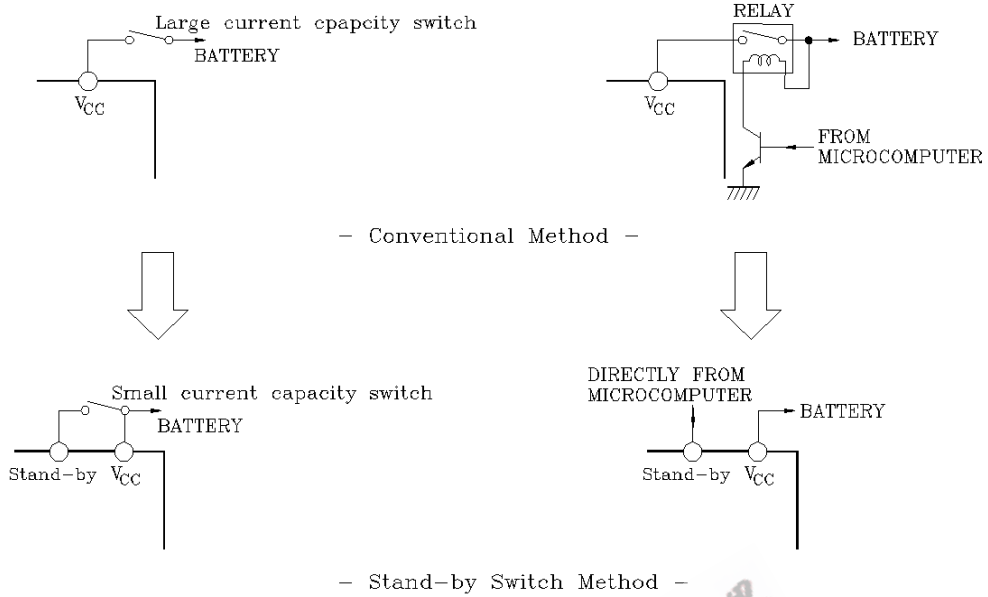 Large current cpapcity switch
BATTERY
VCC
RELAY
BATTERY
VCC
FROM
MICROCOMPUTER
- Conventional Method -
Small current capacity switch
BATTERY
Stand-by VCC
DIRECTLY FROM
MICROCOMPUTER
BATTERY
Stand-by VCC
- Stand-by Switch Method -